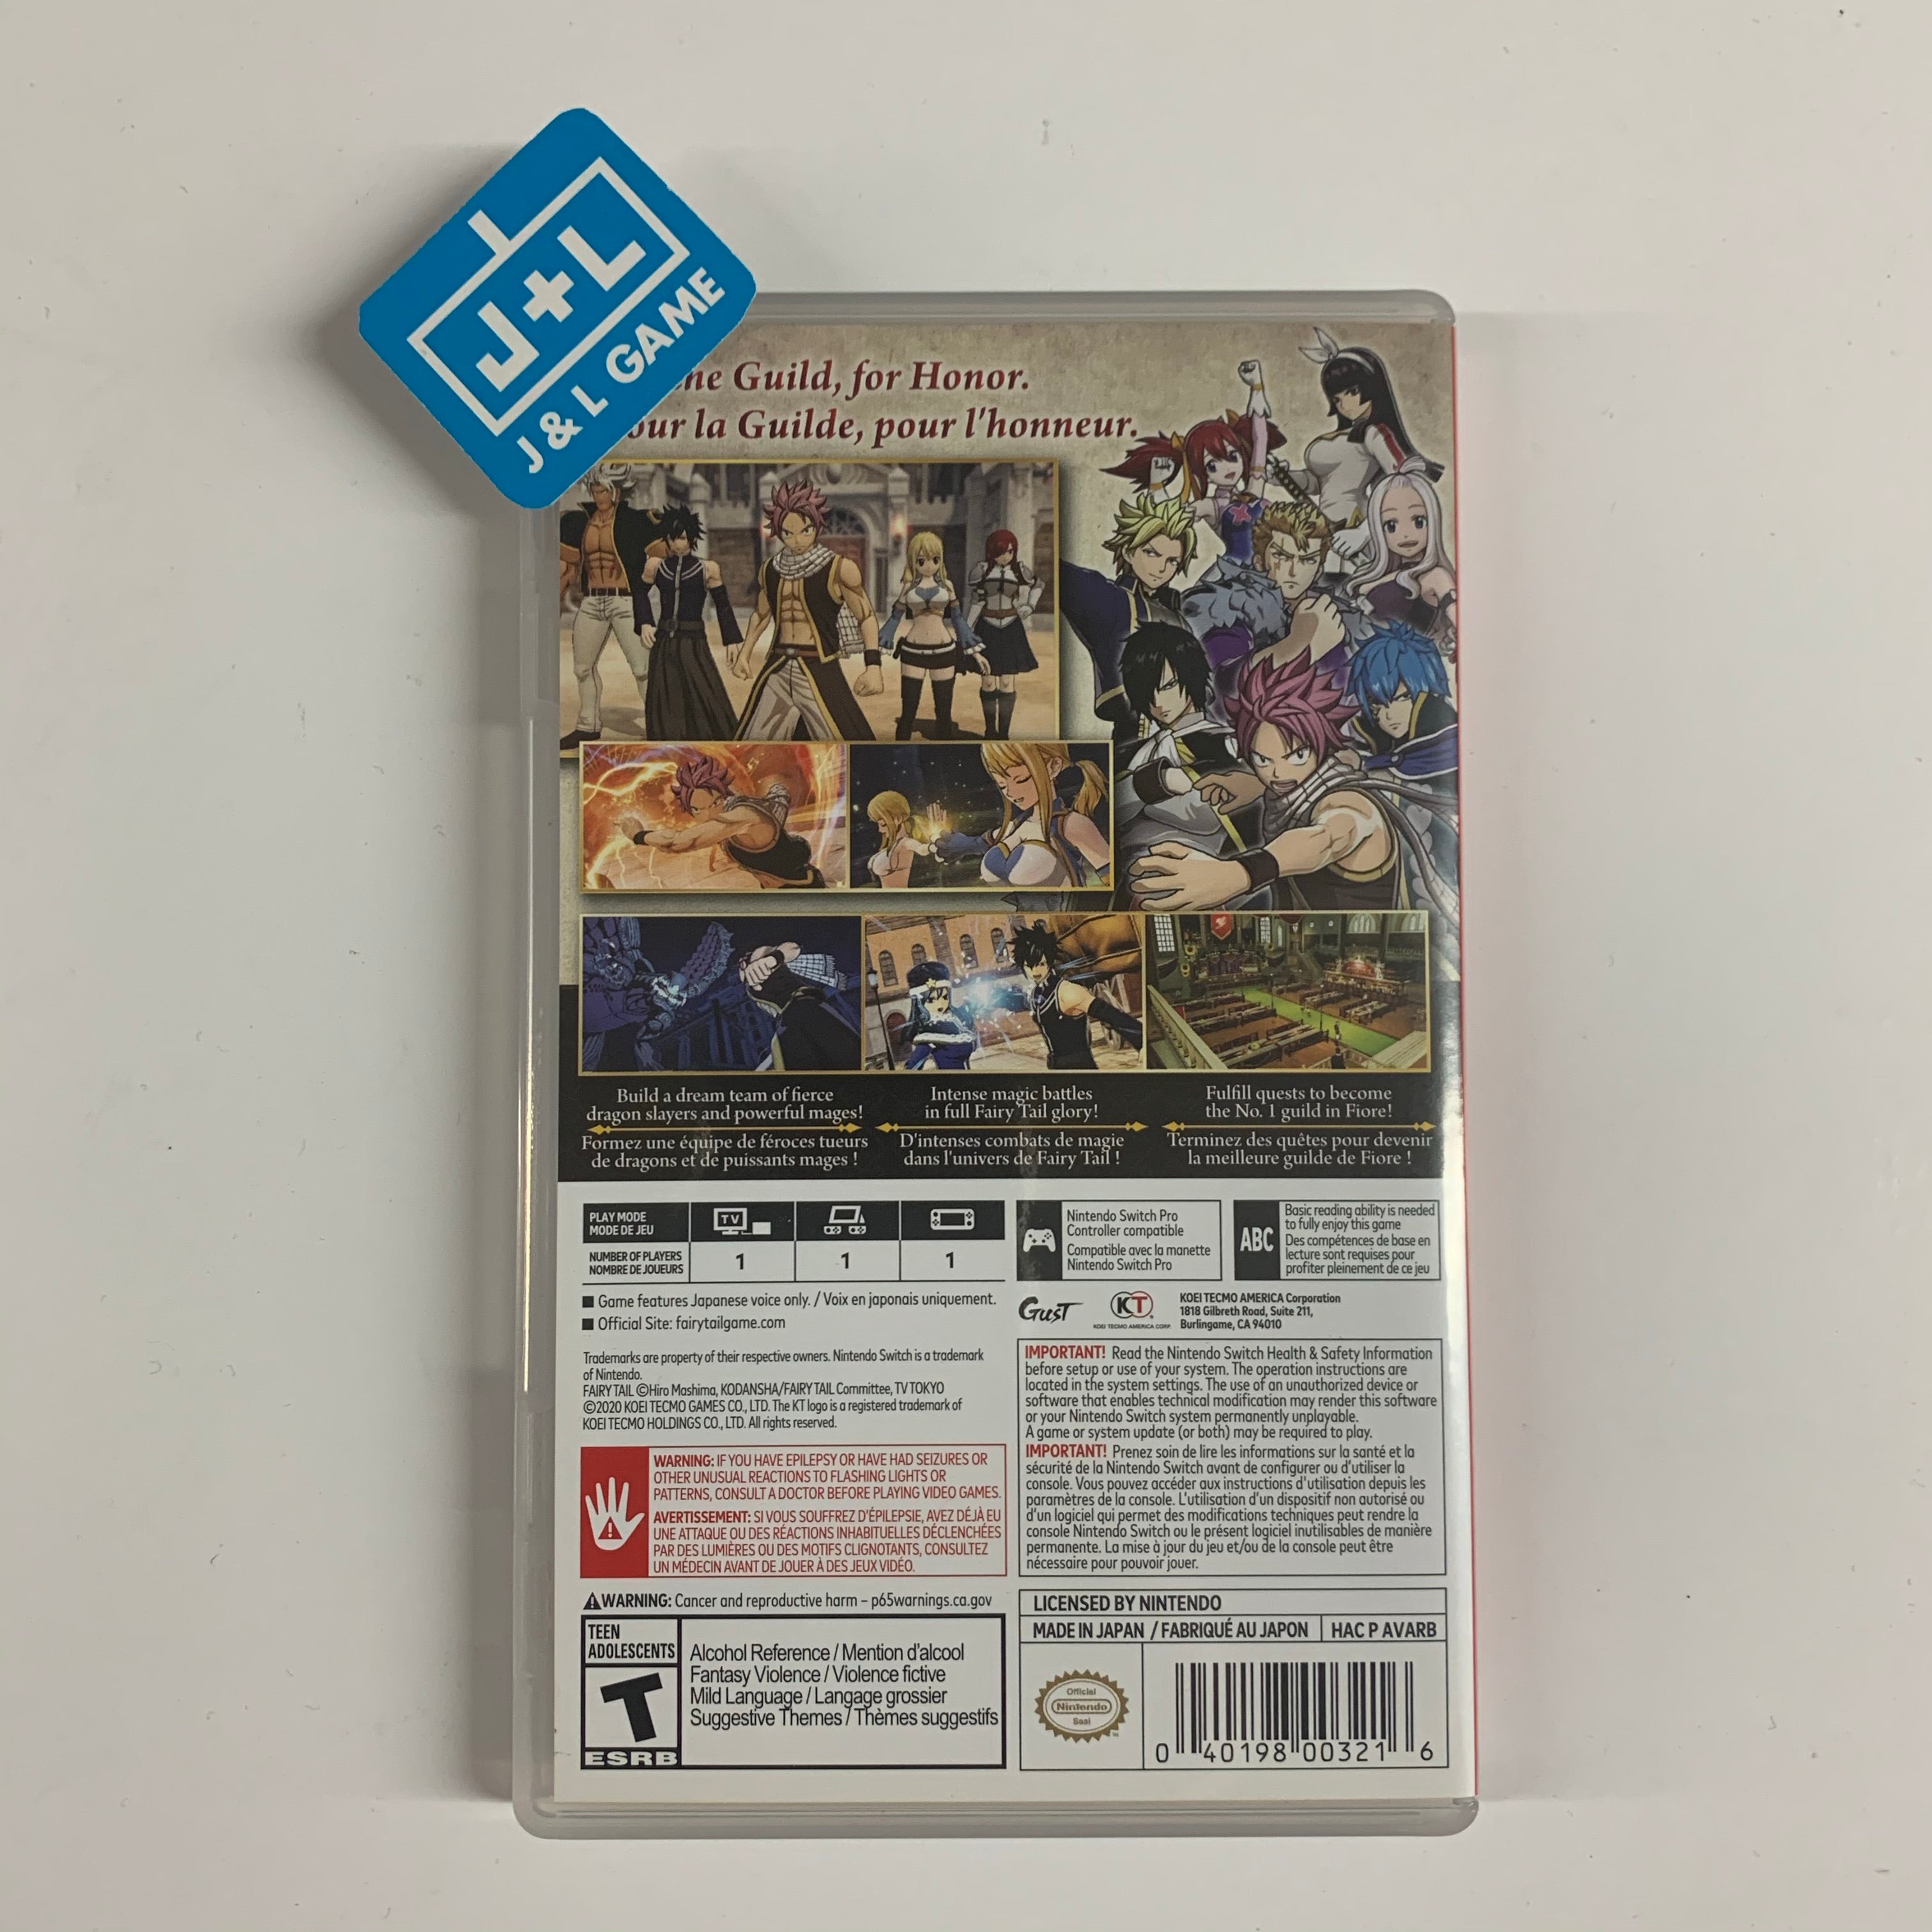 J+L
J & L GAME
Guild, for Honor.
la Guilde, pour l'honneur.
Build a dream team of fierce
dragon slayers and powerful mages!
Formez une équipe de féroces tueurs
de dragons et de puissants mages !
Intense magic battles
in full Fairy Tail glory!
D'intenses combats de magie
dans l'univers de Fairy Tail !
Fulfill quests to become
the No. 1 guild in Fiore!
Terminez des quêtes pour devenir
la meilleure guilde de Fiore !
PLAY MODE
MODE DE JEU
TV
NUMBER OF PLAYERS
NOMBRE DE JOUEURS
1 1 1
Nintendo Switch Pro
Controller compatible
Compatible avec la manette
Nintendo Switch Pro
ABC
Basic reading ability is needed
to fully enjoy this game
Des compétences de base en
lecture sont requises pour
profiter pleinement de ce jeu
■ Game features Japanese voice only. / Voix en japonais uniquement.
■ Official Site: fairytailgame.com
GUST
KT
KOEI TECMO AMERICA CORP.
KOEI TECMO AMERICA Corporation
1818 Gilbreth Road, Suite 211,
Burlingame, CA 94010
Trademarks are property of their respective owners. Nintendo Switch is a trademark
of Nintendo.
FAIRY TAIL ©Hiro Mashima, KODANSHA/FAIRY TAIL Committee, TV TOKYO
©2020 KOEI TECMO GAMES CO., LTD. The KT logo is a registered trademark of
KOEI TECMO HOLDINGS CO., LTD. All rights reserved.
IMPORTANT! Read the Nintendo Switch Health & Safety Information
before setup or use of your system. The operation instructions are
located in the system settings. The use of an unauthorized device or
software that enables technical modification may render this software
or your Nintendo Switch system permanently unplayable.
A game or system update (or both) may be required to play.
IMPORTANT! Prenez soin de lire les informations sur la santé et la
sécurité de la Nintendo Switch avant de configurer ou d'utiliser la
console. Vous pouvez accéder aux instructions d'utilisation depuis les
paramètres de la console. L'utilisation d'un dispositif non autorisé ou
d'un logiciel qui permet des modifications techniques peut rendre la
console Nintendo Switch ou le présent logiciel inutilisables de manière
permanente. La mise à jour du jeu et/ou de la console peut être
nécessaire pour pouvoir jouer.
WARNING: IF YOU HAVE EPILEPSY OR HAVE HAD SEIZURES OR
OTHER UNUSUAL REACTIONS TO FLASHING LIGHTS OR
PATTERNS, CONSULT A DOCTOR BEFORE PLAYING VIDEO GAMES.
AVERTISSEMENT: SI VOUS SOUFFREZ D'ÉPILEPSIE, AVEZ DÉJÀ EU
UNE ATTAQUE OU DES RÉACTIONS INHABITUELLES DÉCLENCHÉES
PAR DES LUMIÈRES OU DES MOTIFS CLIGNOTANTS, CONSULTEZ
UN MÉDECIN AVANT DE JOUER À DES JEUX VIDÉO.
WARNING: Cancer and reproductive harm – p65warnings.ca.gov
TEEN
ADOLESCENTS
T
ESRB
Alcohol Reference / Mention d'alcool
Fantasy Violence / Violence fictive
Mild Language / Langage grossier
Suggestive Themes / Thèmes suggestifs
LICENSED BY NINTENDO
MADE IN JAPAN / FABRIQUÉ AU JAPON
HAC P AVARB
Official
Nintendo
Seal
0 40198 00321 6